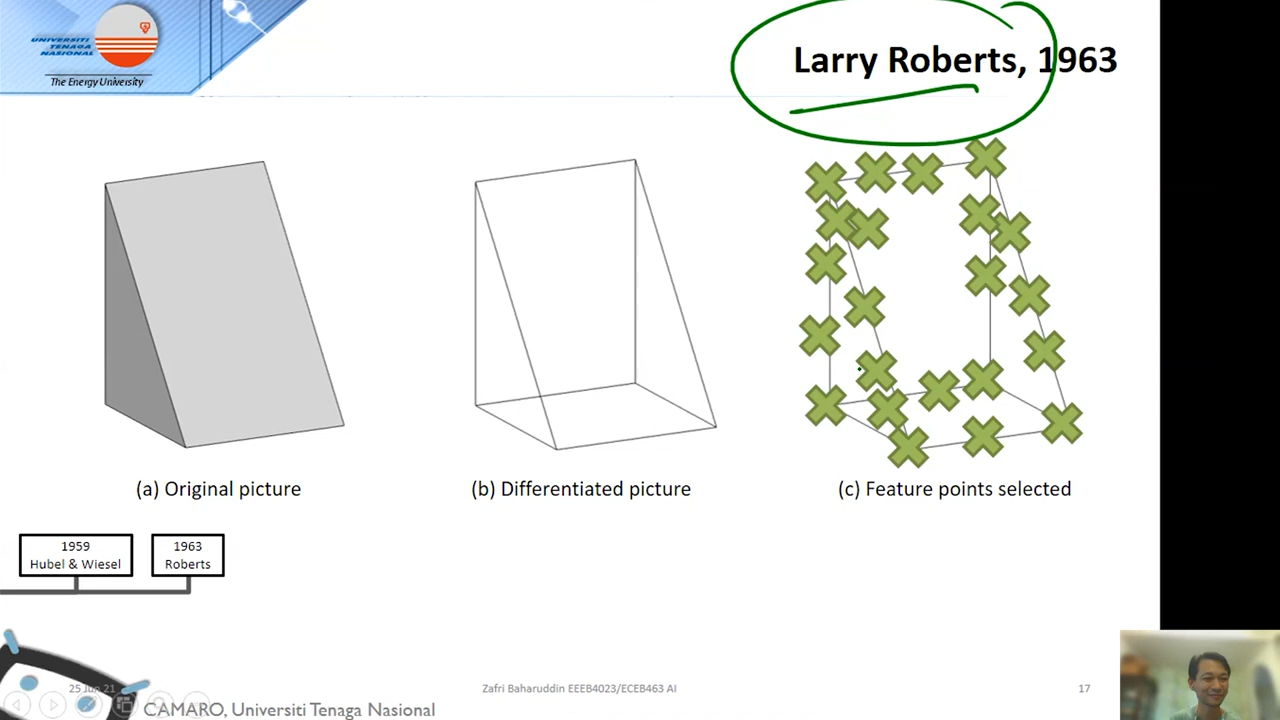 UNIVERSITI
TENAGA
NASIONAL
The Energy University
Larry Roberts, 1963
(a) Original picture
(b) Differentiated picture
(c) Feature points selected
1959
Hubel & Wiesel
1963
Roberts
25 Jun 21
Zafri Baharuddin EEEB4023/ECEB463 AI
17
CAMARO, Universiti Tenaga Nasional